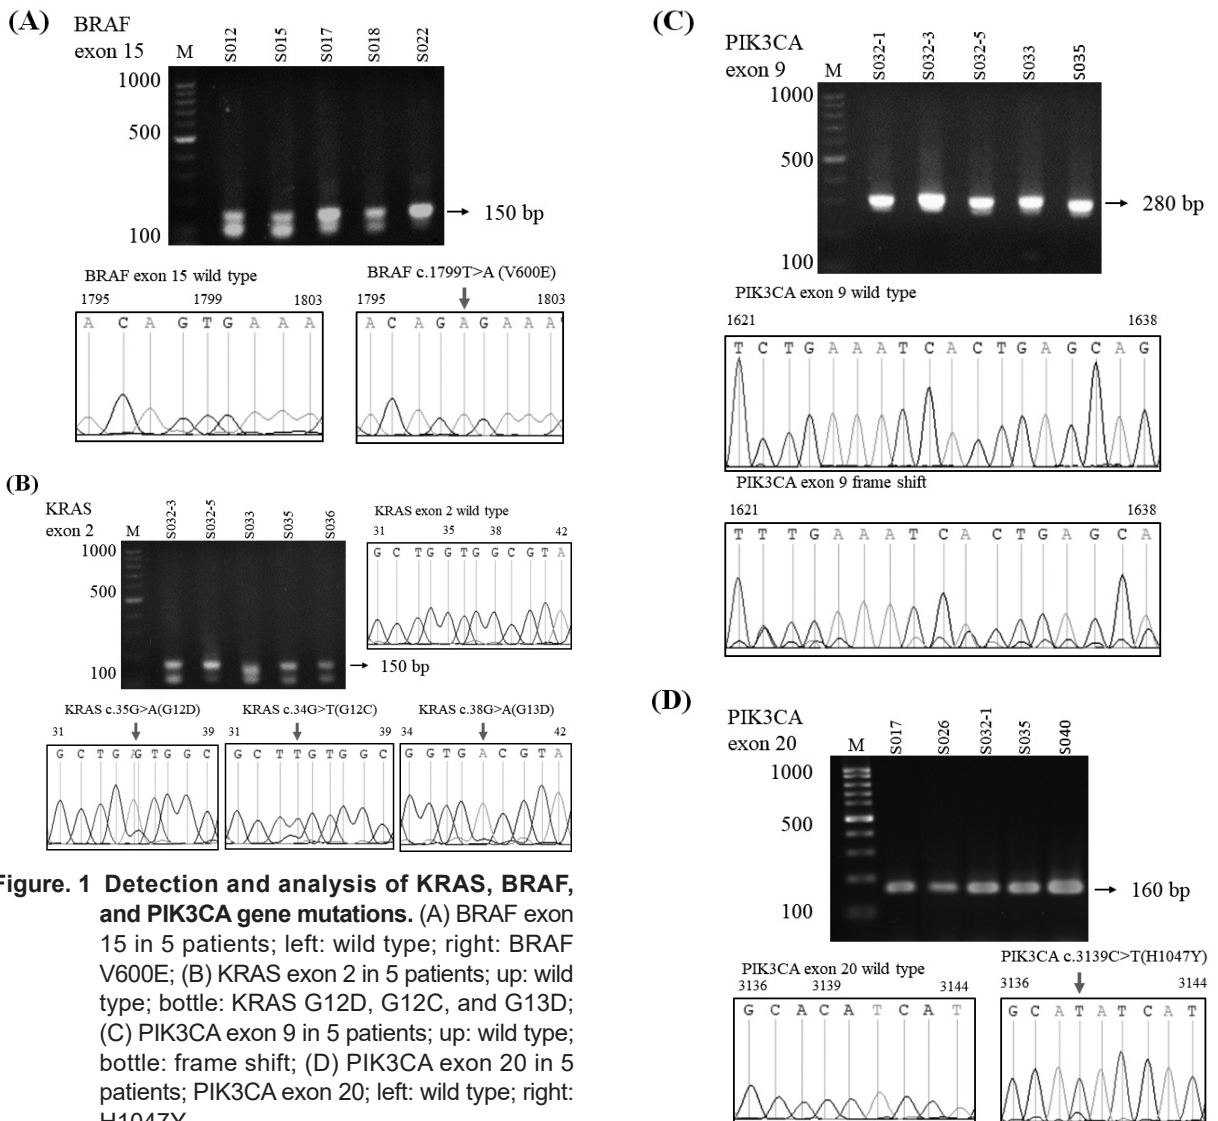 (A)
BRAF
exon 15
M
S012
S015
S017
S018
S022
1000
500
100
150 bp
BRAF exon 15 wild type
1795 1799 1803
A C A G T G A A A
BRAF c.1799T>A (V600E)
1795 1803
A C A G A G A A A
(B)
KRAS
exon 2
M
S032-3
S032-5
S033
S035
S036
1000
500
100
150 bp
KRAS exon 2 wild type
31 35 38 42
G C T G G T G G C G T A
KRAS c.35G>A(G12D)
31 39
G C T G A G T G G C
KRAS c.34G>T(G12C)
31 39
G C T T G T G G C
KRAS c.38G>A(G13D)
34 42
G G T G A C G T A
Figure. 1 Detection and analysis of KRAS, BRAF,
and PIK3CA gene mutations. (A) BRAF exon
15 in 5 patients; left: wild type; right: BRAF
V600E; (B) KRAS exon 2 in 5 patients; up: wild
type; bottle: KRAS G12D, G12C, and G13D;
(C) PIK3CA exon 9 in 5 patients; up: wild type;
bottle: frame shift; (D) PIK3CA exon 20 in 5
patients; PIK3CA exon 20; left: wild type; right:
H1047Y
(C)
PIK3CA
exon 9
M
S032-1
S032-3
S032-5
S033
S035
1000
500
100
280 bp
PIK3CA exon 9 wild type
1621 1638
T C T G A A A T C A C T G A G C A G
PIK3CA exon 9 frame shift
1621 1638
T T T G A A A T C A C T G A G C A
(D)
PIK3CA
exon 20
M
S017
S026
S032-1
S035
S040
1000
500
100
160 bp
PIK3CA exon 20 wild type
3136 3139 3144
G C A C A T C A T
PIK3CA c.3139C>T(H1047Y)
3136 3144
G C A T A T C A T